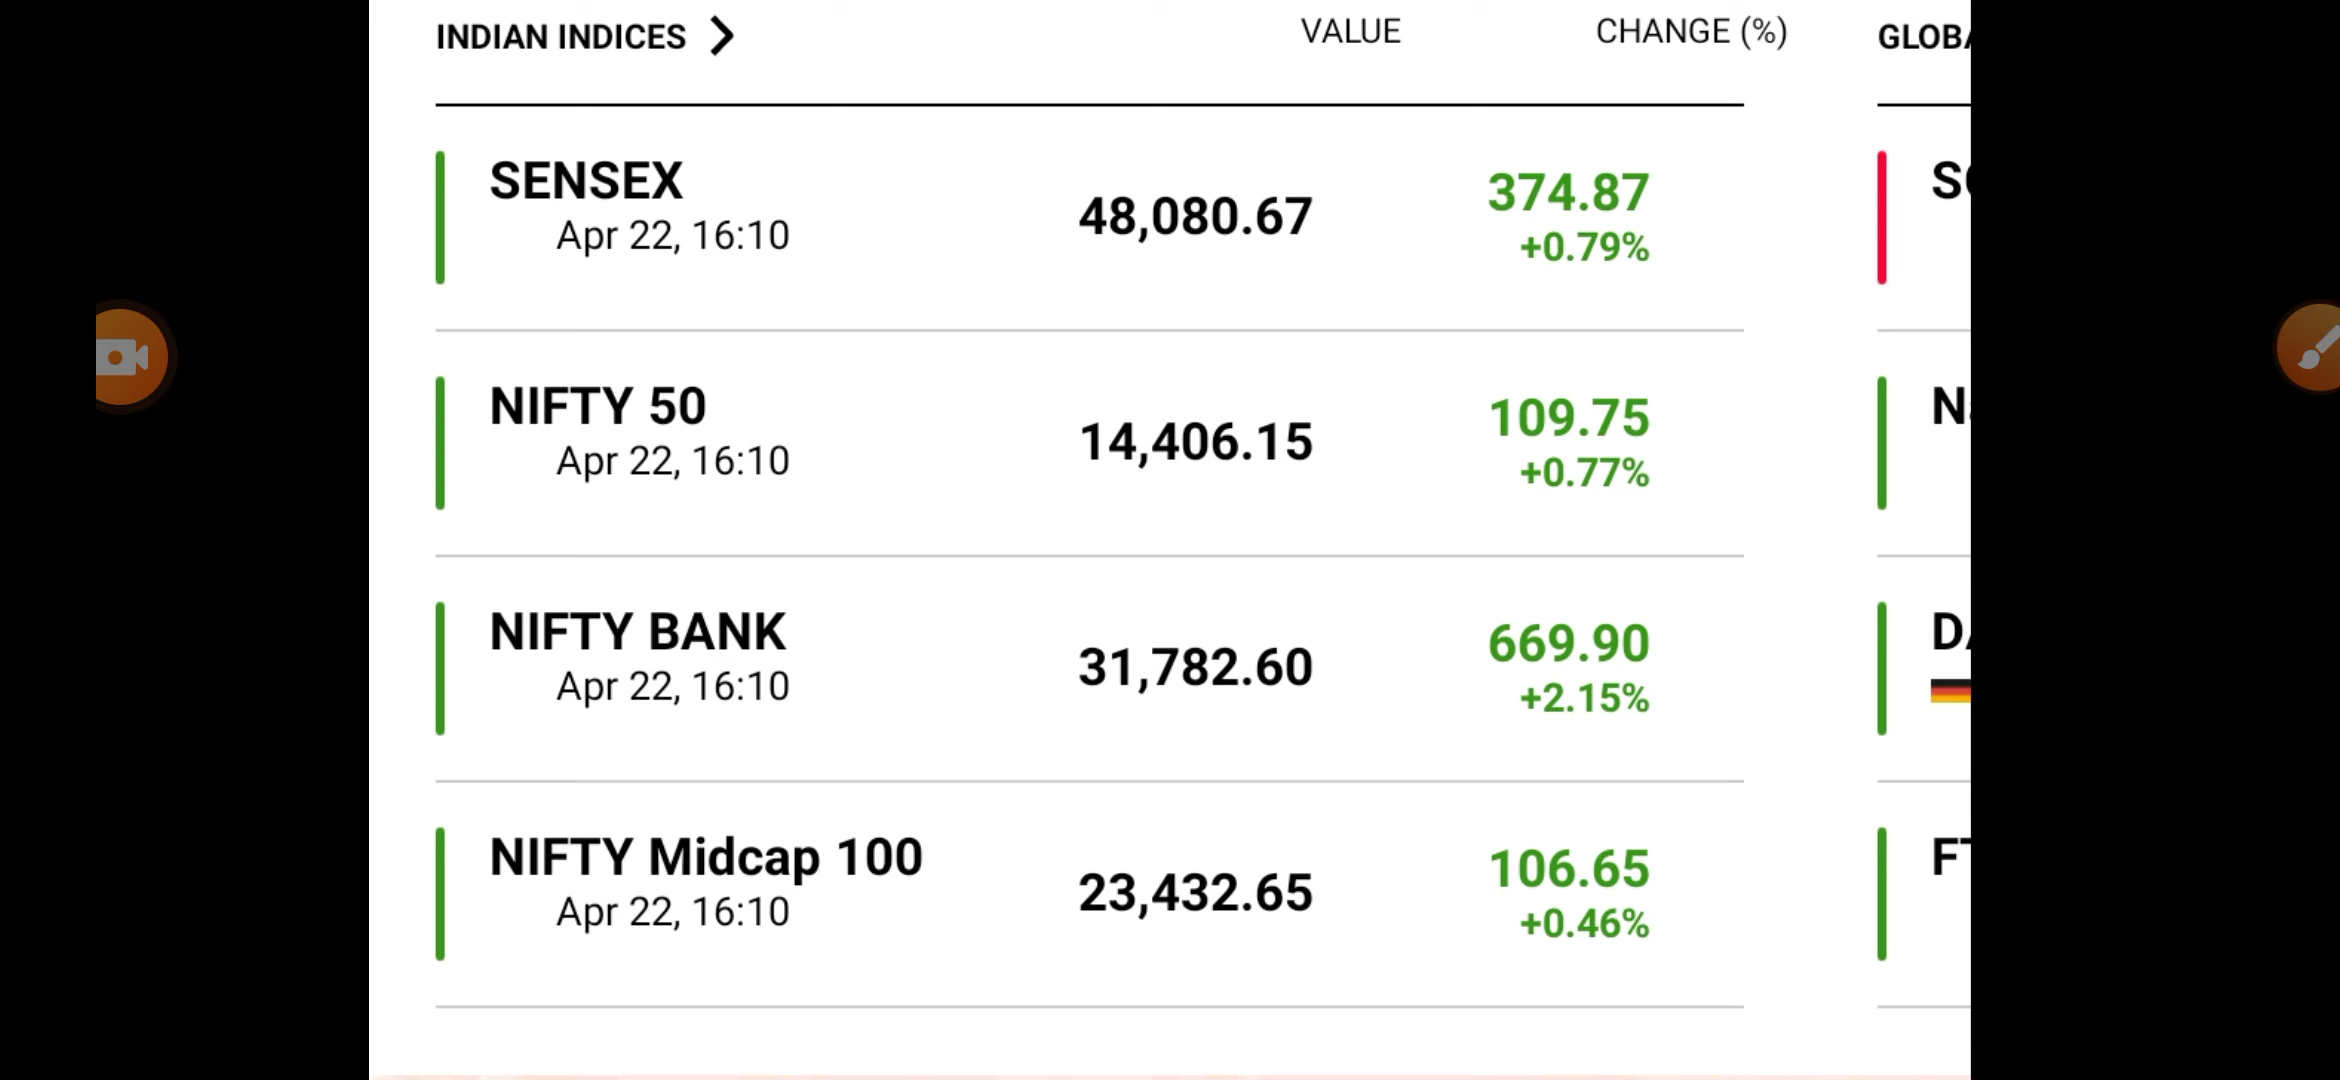 INDIAN INDICES VALUE CHANGE (%)
SENSEX
Apr 22, 16:10
48,080.67
374.87
+0.79%
NIFTY 50
Apr 22, 16:10
14,406.15
109.75
+0.77%
NIFTY BANK
Apr 22, 16:10
31,782.60
669.90
+2.15%
NIFTY Midcap 100
Apr 22, 16:10
23,432.65
106.65
+0.46%